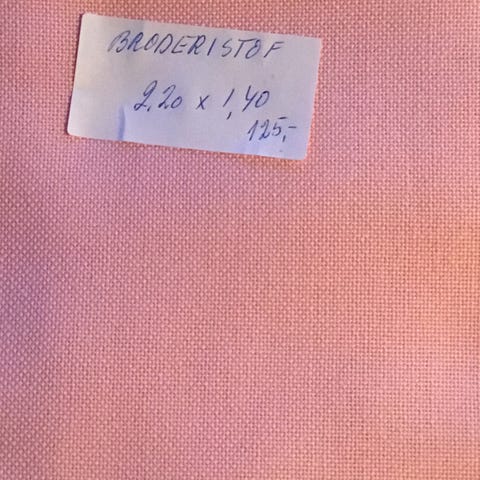 BRODERISTOF
2,20 x 1,40
125,-